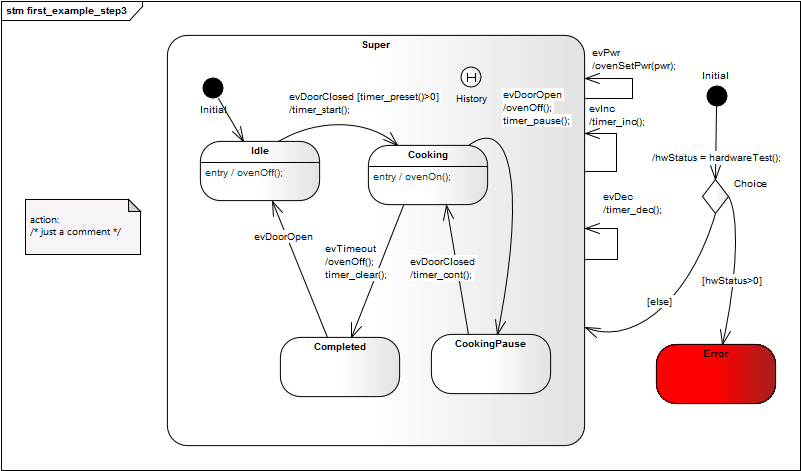 stm first_example_step3
Super
evPwr
/ovenSetPwr(pwr);
Initial
Initial
History
evDoorClosed [timer_preset()>0]
/timer_start();
evDoorOpen
/ovenOff();
timer_pause();
evInc
/timer_inc();
Idle
entry / ovenOff();
Cooking
entry / ovenOn();
/hwStatus = hardwareTest();
Choice
evDec
/timer_dec();
action:
/* just a comment */
evDoorOpen
evTimeout
/ovenOff();
timer_clear();
evDoorClosed
/timer_cont();
[hwStatus>0]
[else]
Completed
CookingPause
Error